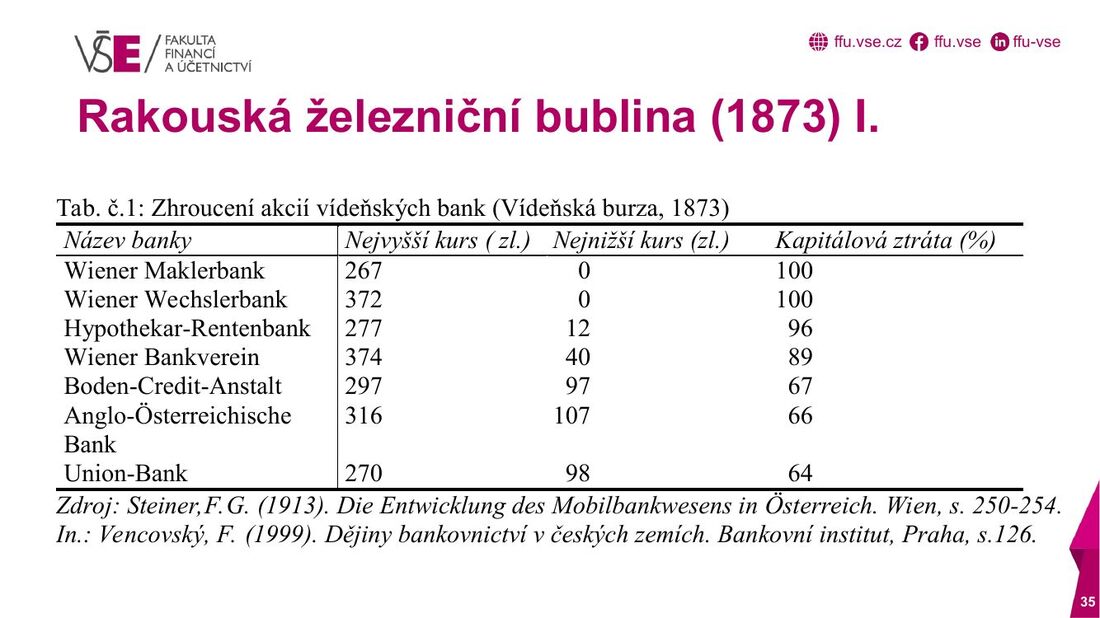 VŠE / FAKULTA
FINANCÍ
A ÚČETNICTVÍ
ffu.vse.cz ffu.vse ffu-vse
Rakouská železniční bublina (1873) I.
Tab. č.1: Zhroucení akcií vídeňských bank (Vídeňská burza, 1873)
Název banky Nejvyšší kurs ( zl.) Nejnižší kurs (zl.) Kapitálová ztráta (%)
Wiener Maklerbank 267 0 100
Wiener Wechslerbank 372 0 100
Hypothekar-Rentenbank 277 12 96
Wiener Bankverein 374 40 89
Boden-Credit-Anstalt 297 97 67
Anglo-Österreichische 316 107 66
Bank
Union-Bank 270 98 64
Zdroj: Steiner,F.G. (1913). Die Entwicklung des Mobilbankwesens in Österreich. Wien, s. 250-254.
In.: Vencovský, F. (1999). Dějiny bankovnictví v českých zemích. Bankovní institut, Praha, s.126.
35